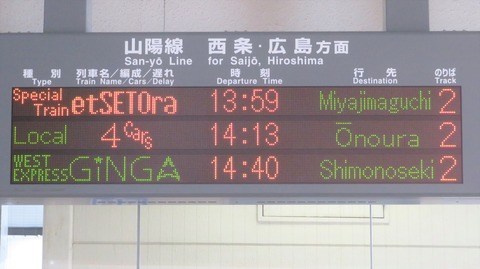 山陽線 西条・広島方面
San-yō Line for Saijō, Hiroshima
種別 列車名/編成/遅れ 時刻 行先 のりば
Type Train Name/Cars/Delay Departure Time Destination Track
Special Train etSETOra 13:59 Miyajimaguchi 2
Local 4 Cars 14:13 Ōnoura 2
WEST EXPRESS GiNGA 14:40 Shimonoseki 2